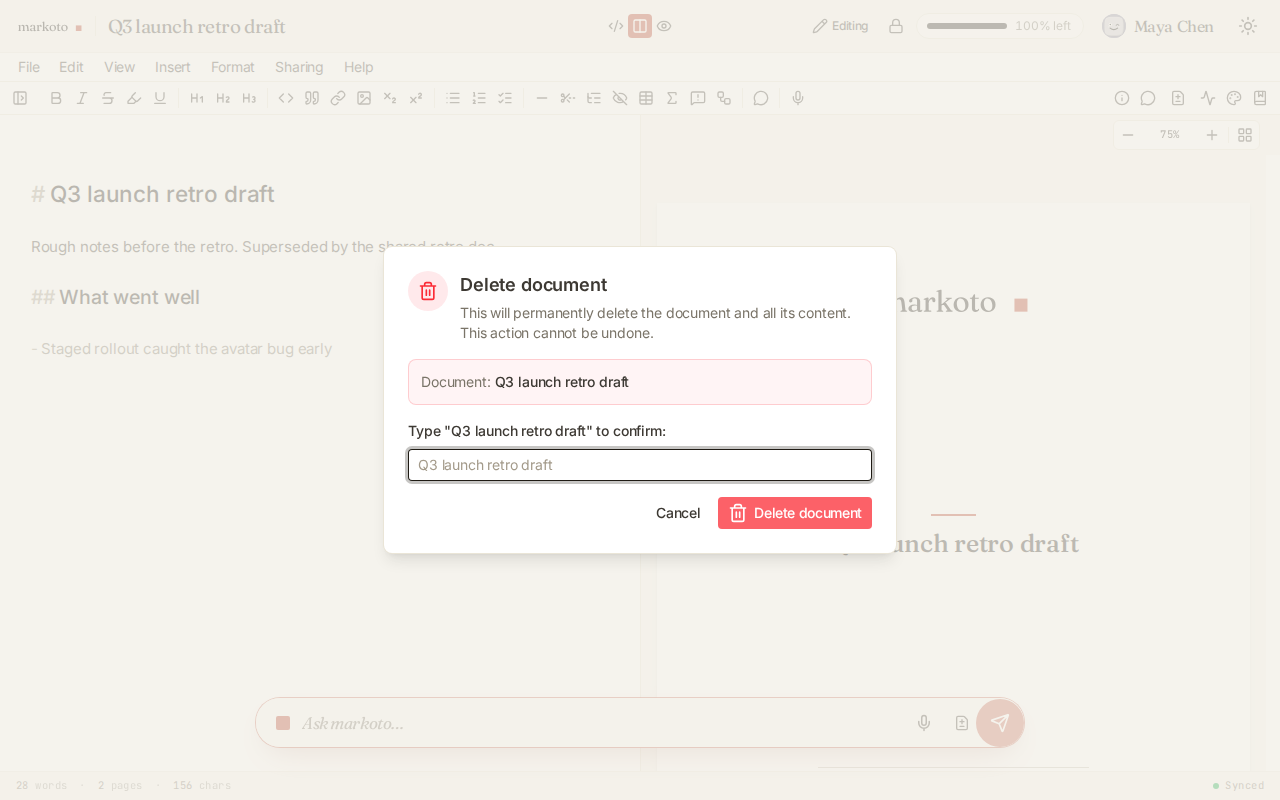 markoto
Q3 launch retro draft
Editing
100% left
Maya Chen
File Edit View Insert Format Sharing Help
H1 H2 H3
75%
# Q3 launch retro draft
Rough notes before the retro. Superseded by the shared retro doc.
## What went well
- Staged rollout caught the avatar bug early
markoto
launch retro draft
Delete document
This will permanently delete the document and all its content.
This action cannot be undone.
Document: Q3 launch retro draft
Type "Q3 launch retro draft" to confirm:
Q3 launch retro draft
Cancel
Delete document
Ask markoto...
28 words · 2 pages · 156 chars
Synced